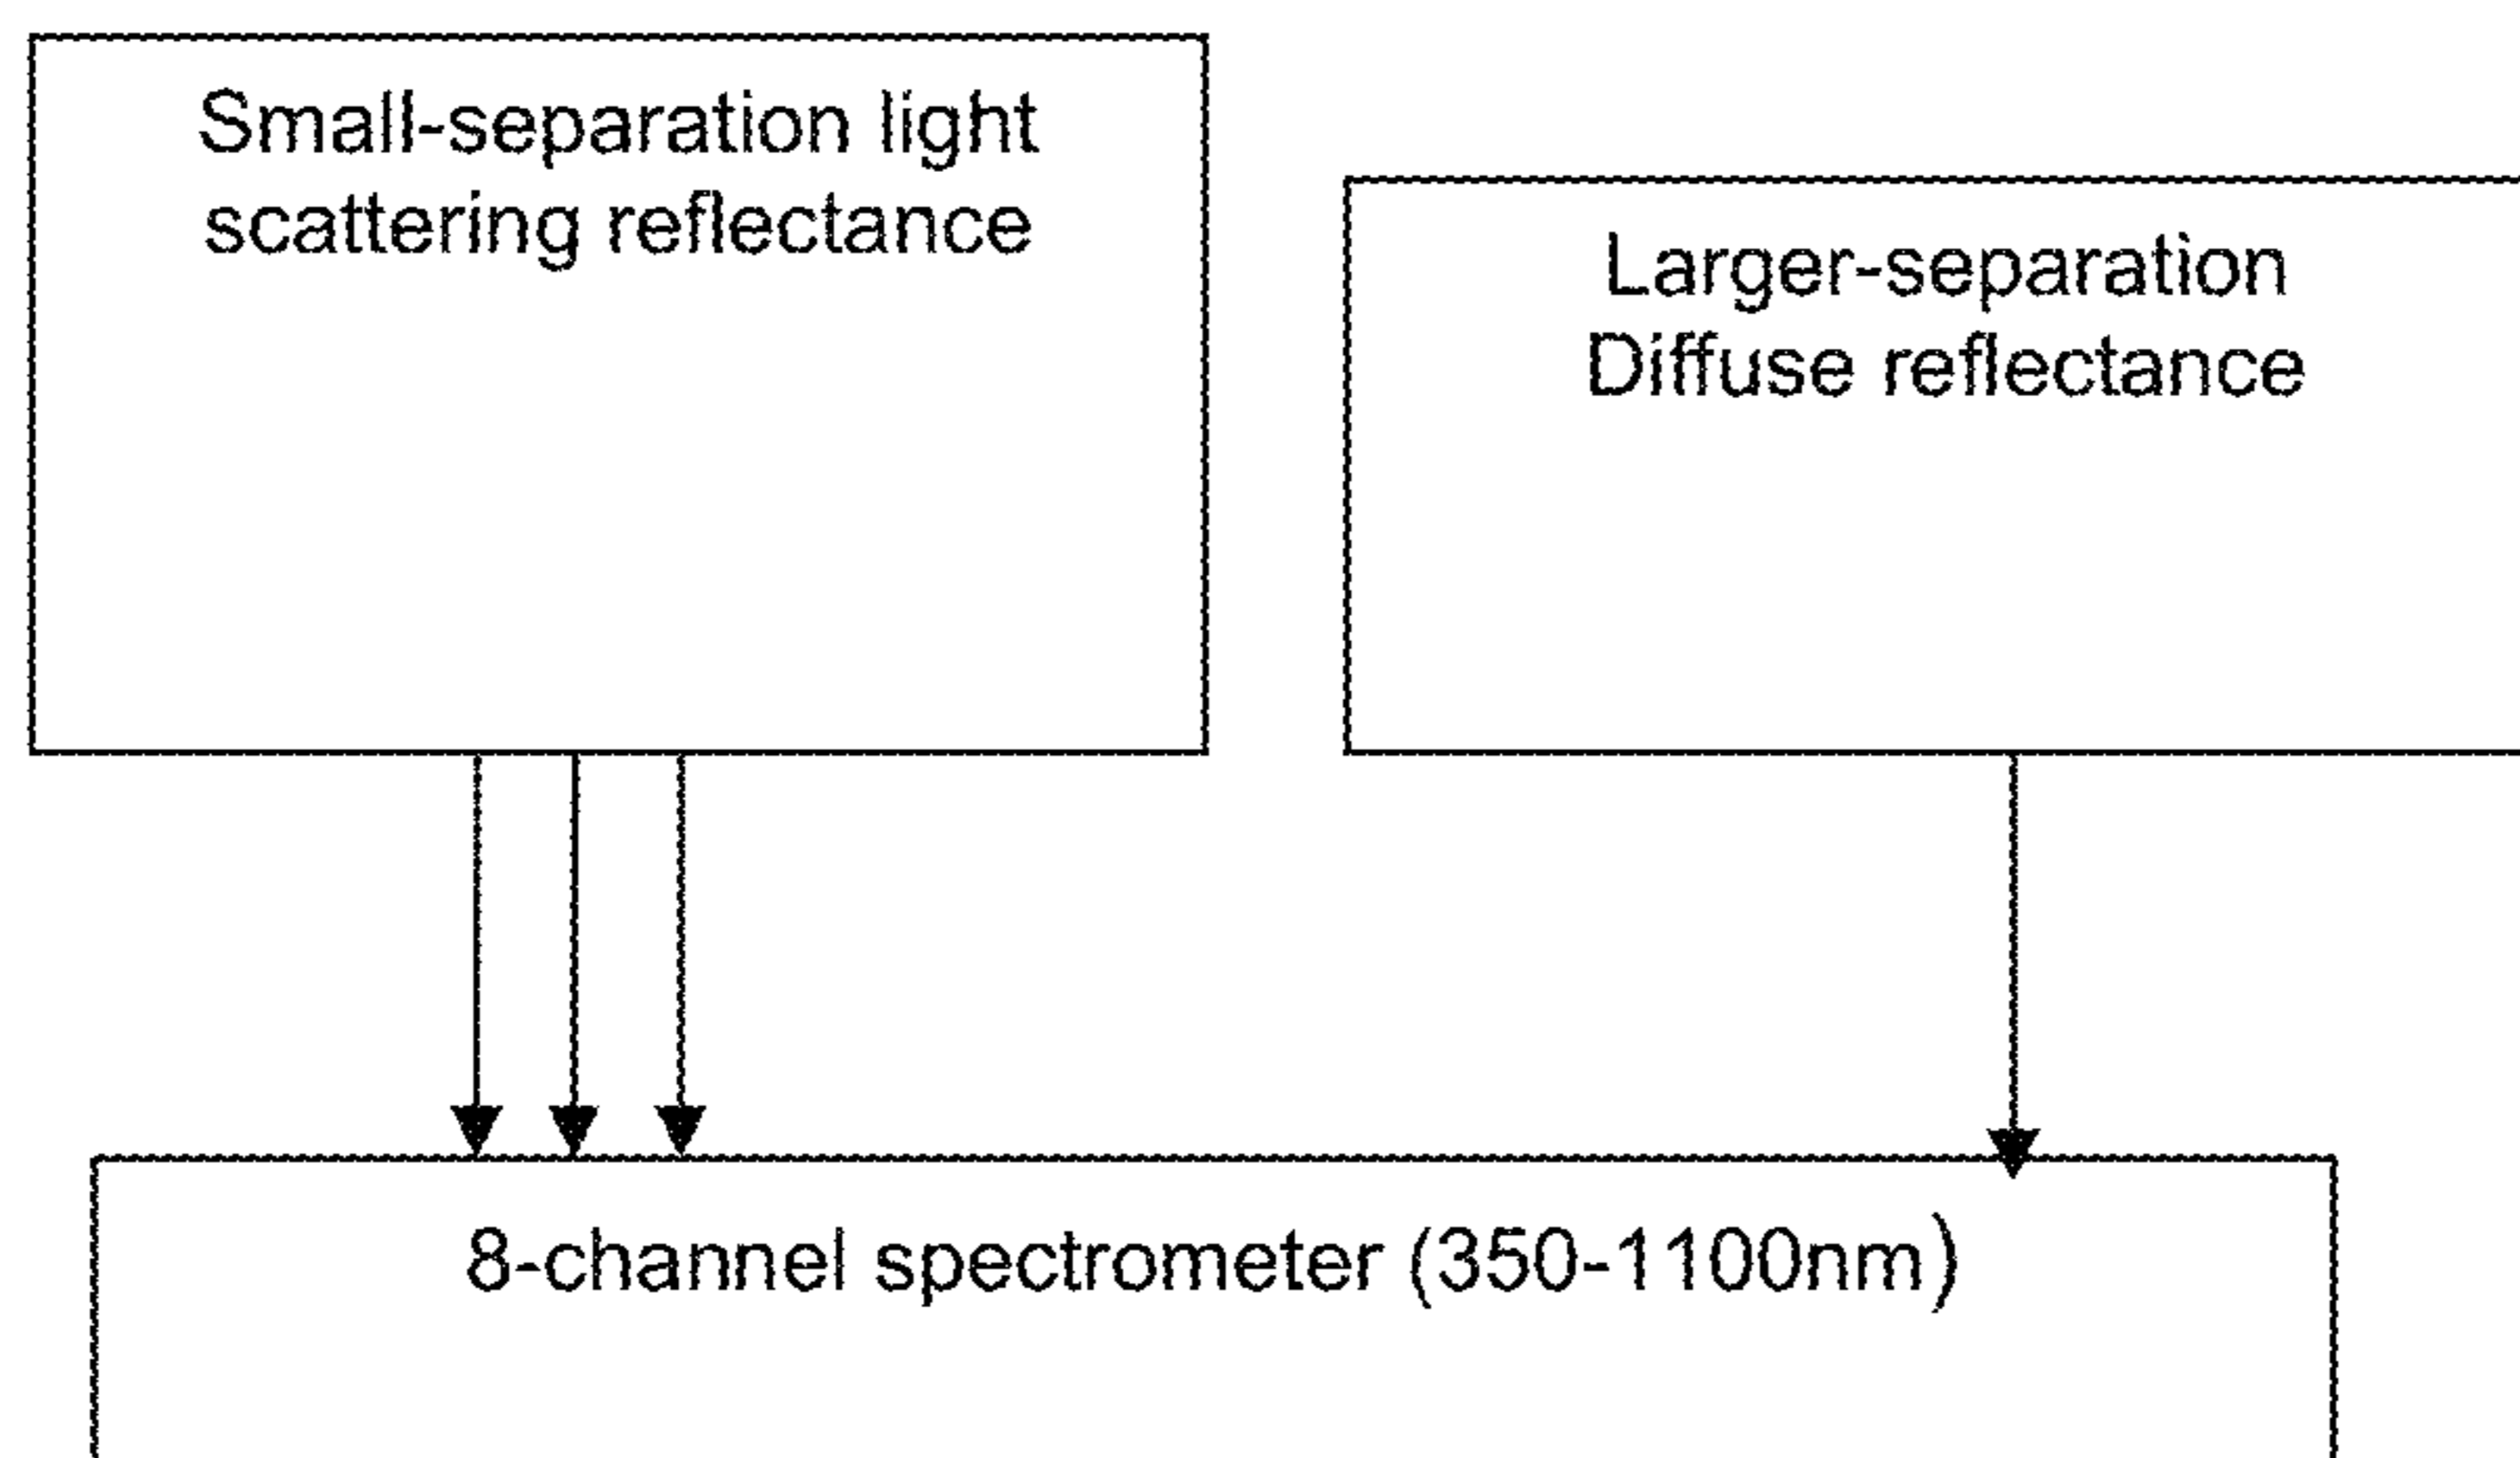 Small-separation light
scattering reflectance
Larger-separation
Diffuse reflectance
8-channel spectrometer (350-1100nm)